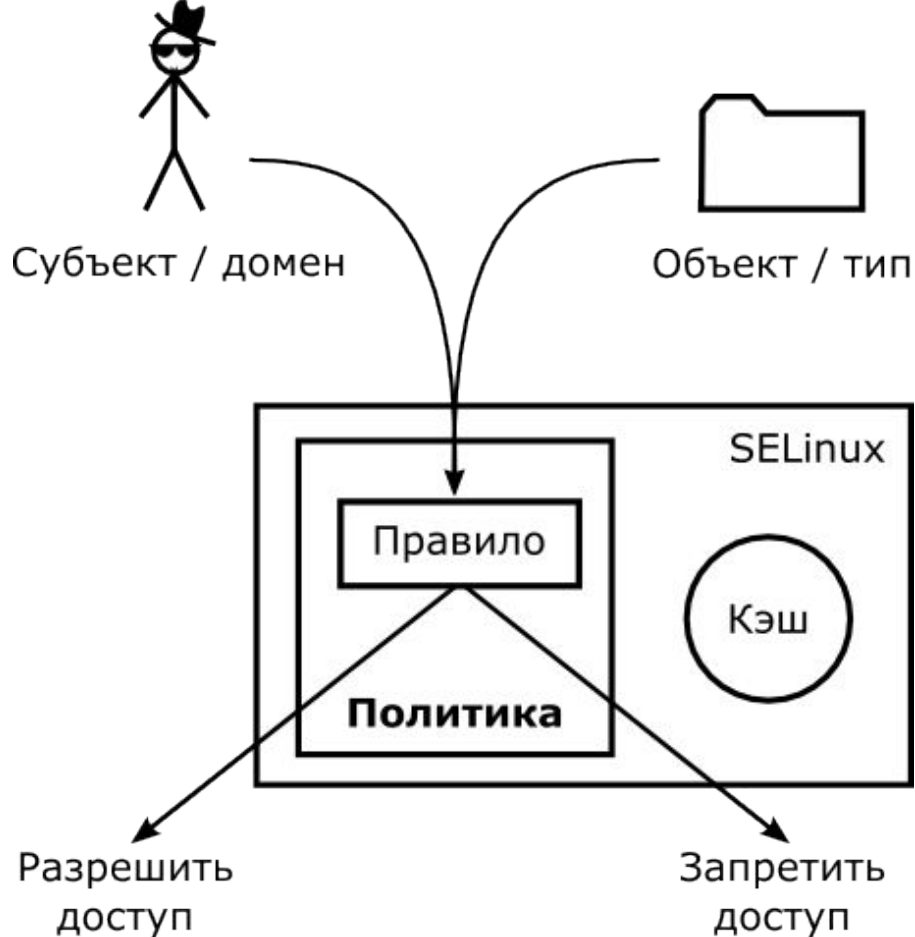 Субъект / домен
Объект / тип
SELinux
Правило
Кэш
Политика
Разрешить
доступ
Запретить
доступ